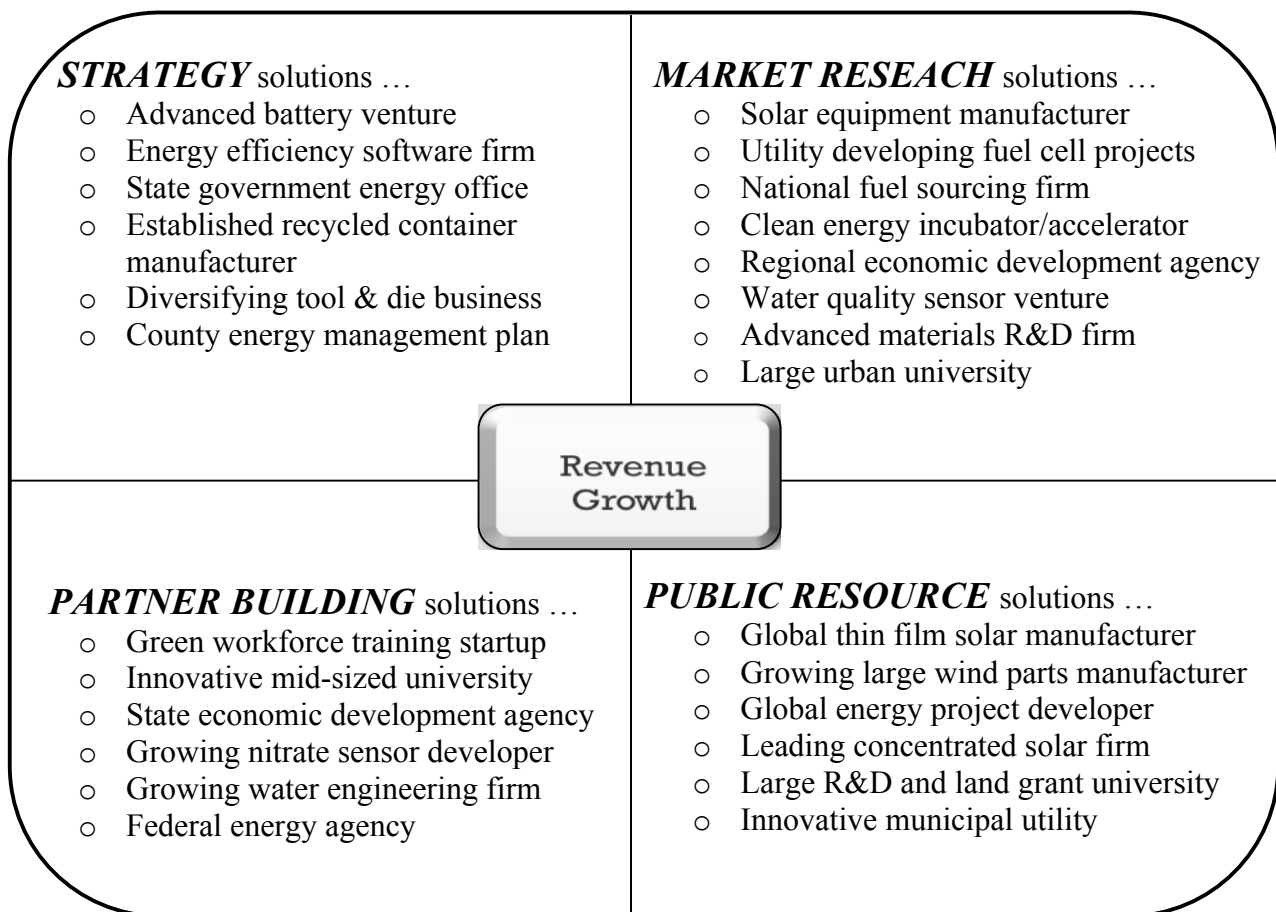 STRATEGY solutions …
o Advanced battery venture
o Energy efficiency software firm
o State government energy office
o Established recycled container
manufacturer
o Diversifying tool & die business
o County energy management plan
MARKET RESEACH solutions …
o Solar equipment manufacturer
o Utility developing fuel cell projects
o National fuel sourcing firm
o Clean energy incubator/accelerator
o Regional economic development agency
o Water quality sensor venture
o Advanced materials R&D firm
o Large urban university
Revenue
Growth
PARTNER BUILDING solutions …
o Green workforce training startup
o Innovative mid-sized university
o State economic development agency
o Growing nitrate sensor developer
o Growing water engineering firm
o Federal energy agency
PUBLIC RESOURCE solutions …
o Global thin film solar manufacturer
o Growing large wind parts manufacturer
o Global energy project developer
o Leading concentrated solar firm
o Large R&D and land grant university
o Innovative municipal utility